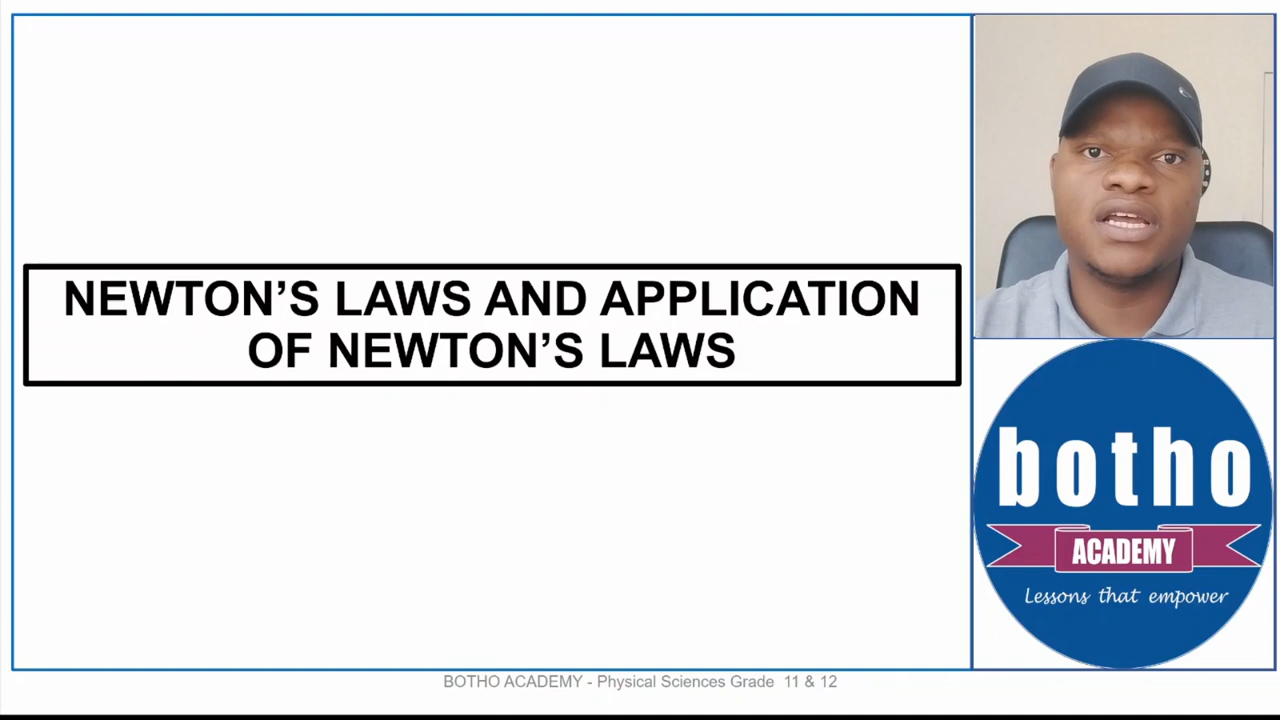 NEWTON’S LAWS AND APPLICATION
OF NEWTON’S LAWS
botho
ACADEMY
Lessons that empower
BOTHO ACADEMY - Physical Sciences Grade 11 & 12